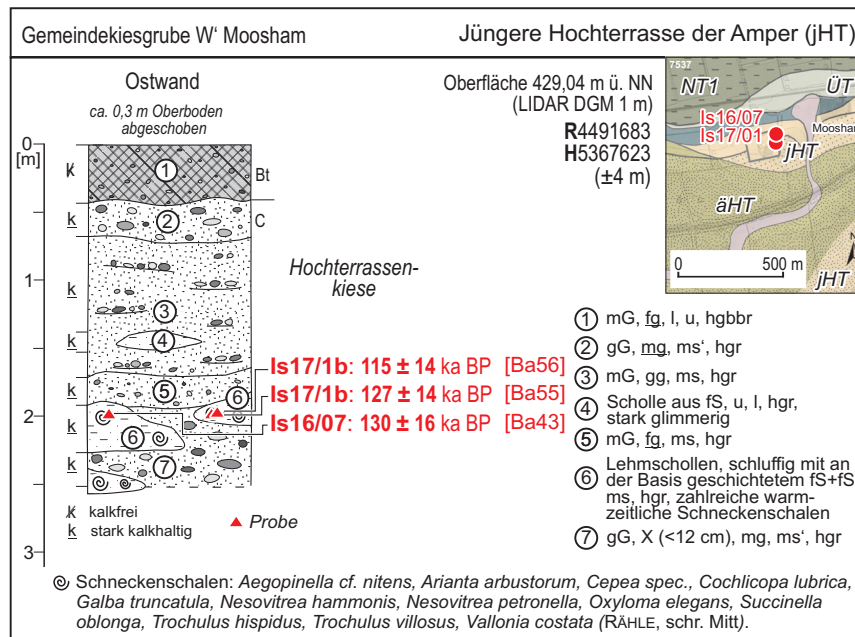 Gemeindekiesgrube W' Moosham
Jüngere Hochterrasse der Amper (jHT)
Ostwand
ca. 0,3 m Oberboden
abgeschoben
Oberfläche 429,04 m ü. NN
(LIDAR DGM 1 m)
R4491683
H5367623
(±4 m)
7537
NT1
ÜT
Is16/07
Is17/01
Moosham
jHT
äHT
N
0 500 m
jHT
0
[m]
1
2
3
k
k
k
k
k
k
k
1
Bt
2
C
3
4
5
6
6
7
Hochterrassen-
kiese
Is17/1b: 115 ± 14 ka BP [Ba56]
Is17/1b: 127 ± 14 ka BP [Ba55]
Is16/07: 130 ± 16 ka BP [Ba43]
1 mG, fg, l, u, hgbbr
2 gG, mg, ms', hgr
3 mG, gg, ms, hgr
4 Scholle aus fS, u, l, hgr,
stark glimmerig
5 mG, fg, ms, hgr
6 Lehmschollen, schluffig mit an
der Basis geschichtetem fS+fS
ms, hgr, zahlreiche warm-
zeitliche Schneckenschalen
7 gG, X (<12 cm), mg, ms', hgr
k kalkfrei
k stark kalkhaltig
Probe
Schneckenschalen: Aegopinella cf. nitens, Arianta arbustorum, Cepea spec., Cochlicopa lubrica,
Galba truncatula, Nesovitrea hammonis, Nesovitrea petronella, Oxyloma elegans, Succinella
oblonga, Trochulus hispidus, Trochulus villosus, Vallonia costata (RÄHLE, schr. Mitt).